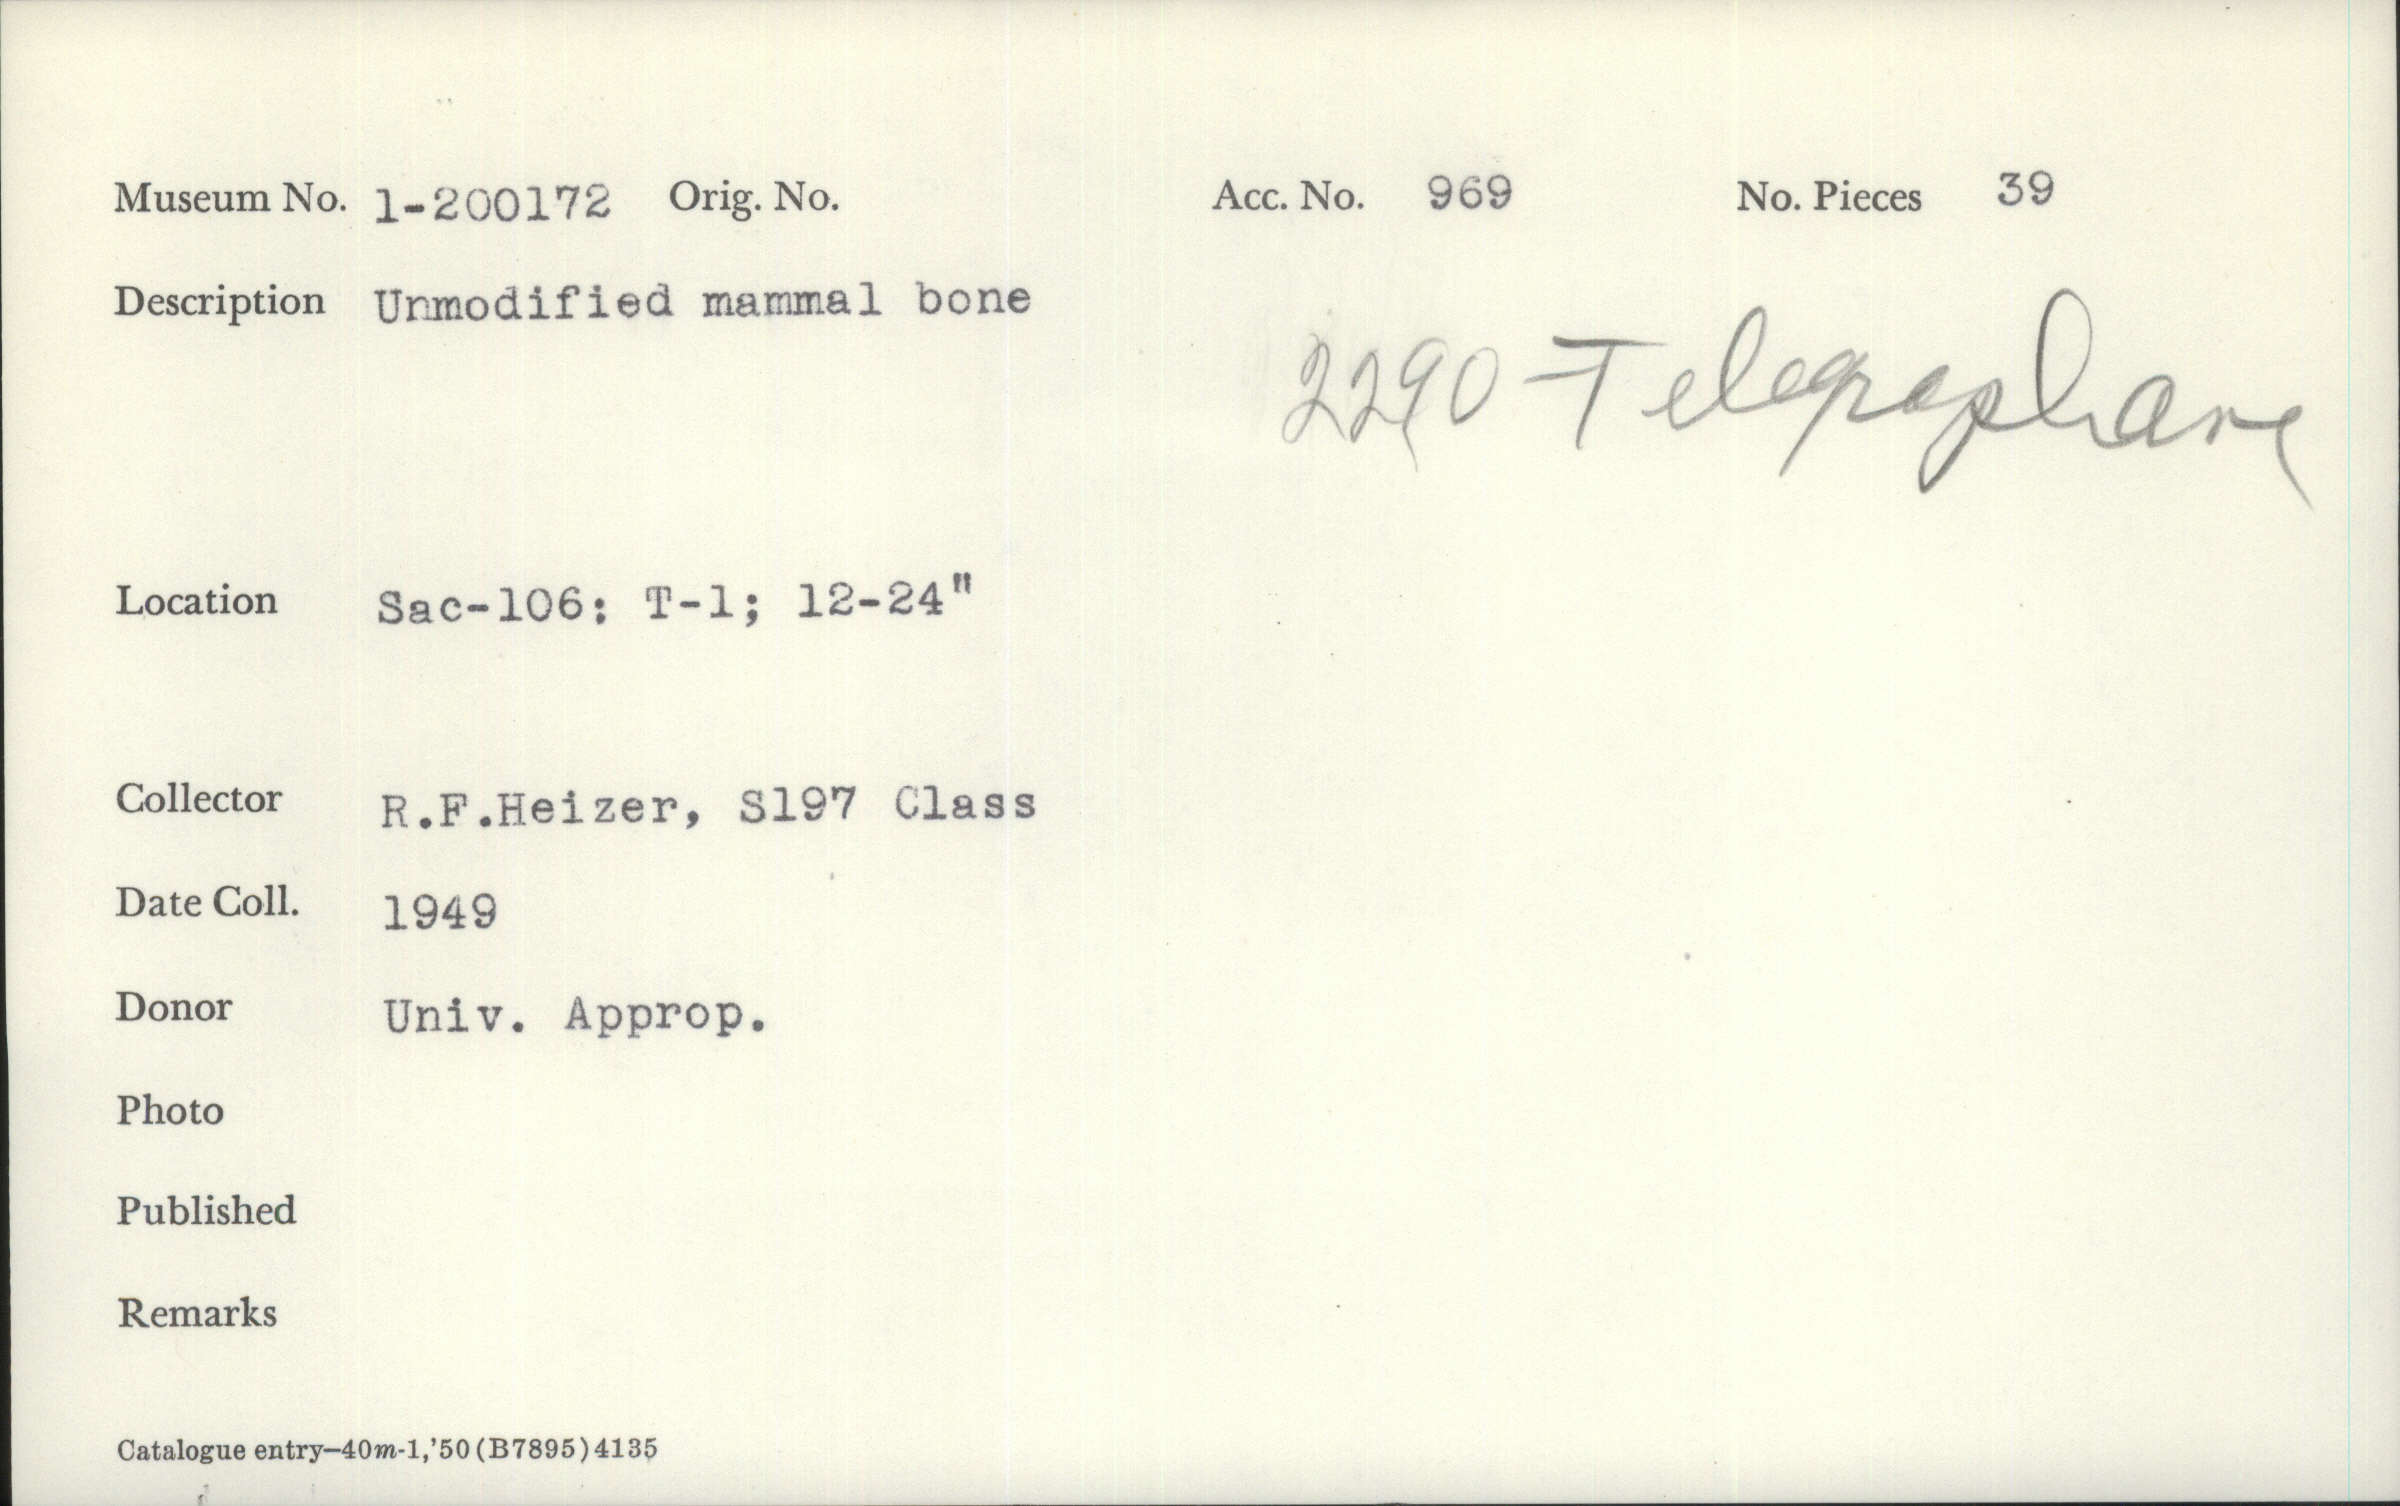 Museum No. 1-200172 Orig. No. Acc. No. 969 No. Pieces 39
Description Unmodified mammal bone
2290 Telegraph Ave
Location Sac-106: T-1; 12-24"
Collector R.F.Heizer, S197 Class
Date Coll. 1949
Donor Univ. Approp.
Photo
Published
Remarks
Catalogue entry—40m-1,'50(B7895)4135